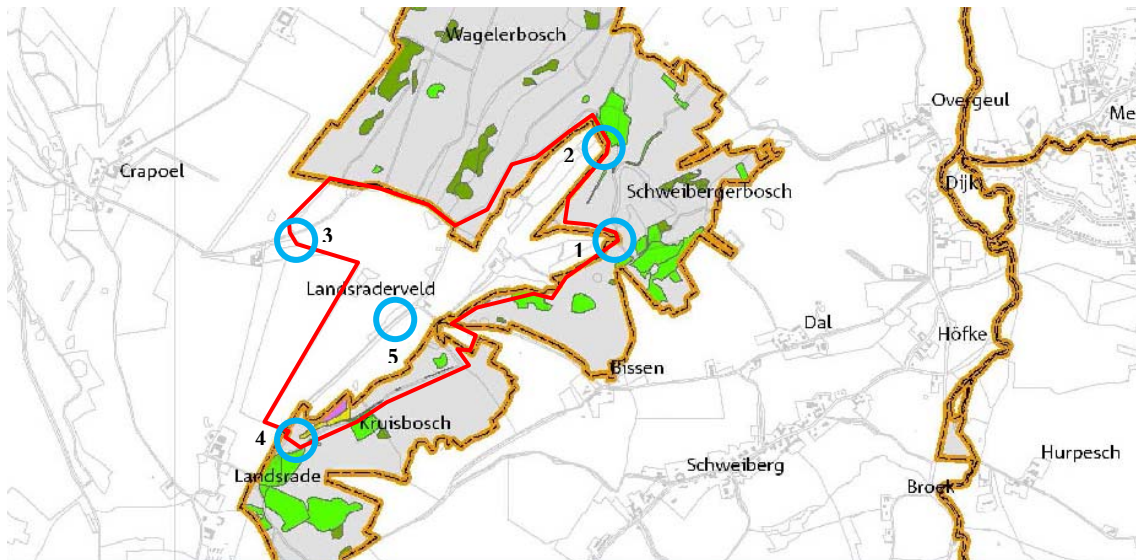 Wagelerbosch
Overgeul
Me
Crapoel
2
Schweibergerbosch
Dijk
3
1
Landsraderveld
Dal
Höfke
5
Bissen
4
Kruisbosch
Schweiberg
Hurpesch
Landsrade
Broek